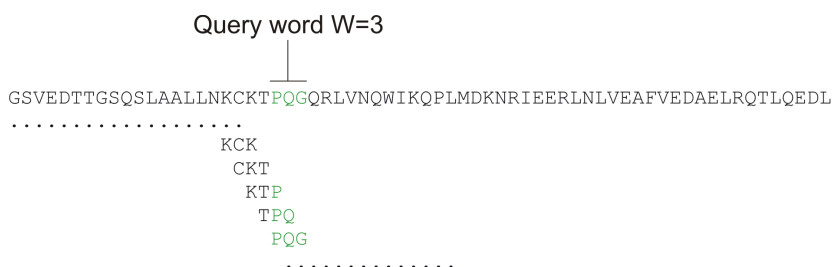 Query word W=3
GSVEDTTGSQSLAALLNKCKTPQGQRLVNQWIKQPLMDKNRIEERLNLVEAFVEDAELRQTLQEDL
...................
KCK
CKT
KTP
TPQ
PQG
..............